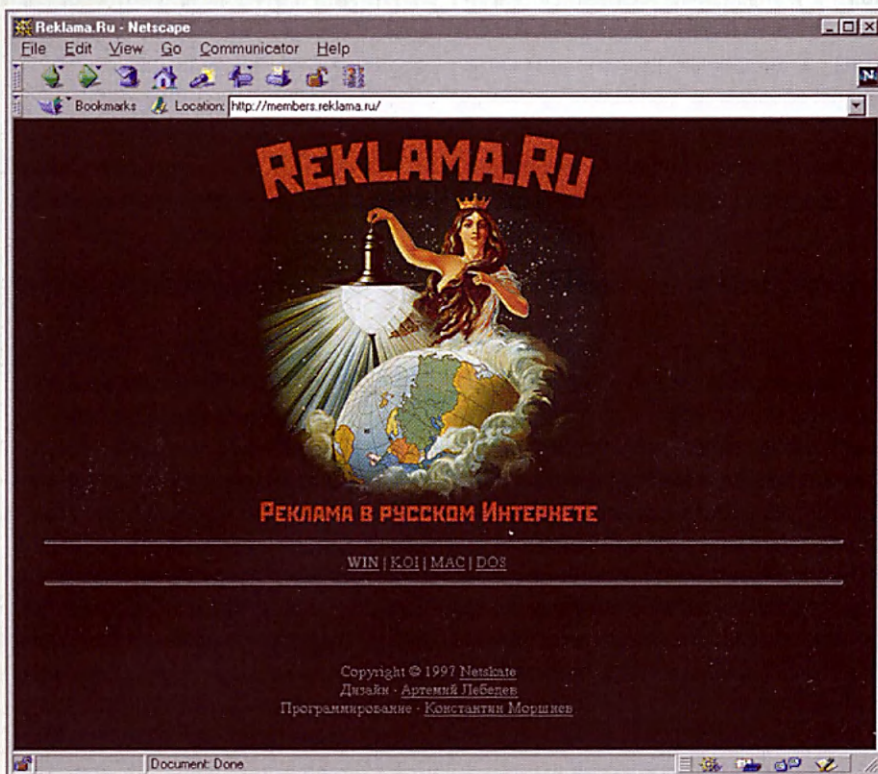 Reklama.Ru - Netscape
File Edit View Go Communicator Help
Bookmarks Location: http://members.reklama.ru/
N
REKLAMA.RU
РЕКЛАМА В РУССКОМ ИНТЕРНЕТЕ
WIN | KOI | MAC | DOS
Copyright © 1997 Netskate
Дизайн - Артемий Лебедев
Программирование - Константин Моршнев
Document: Done